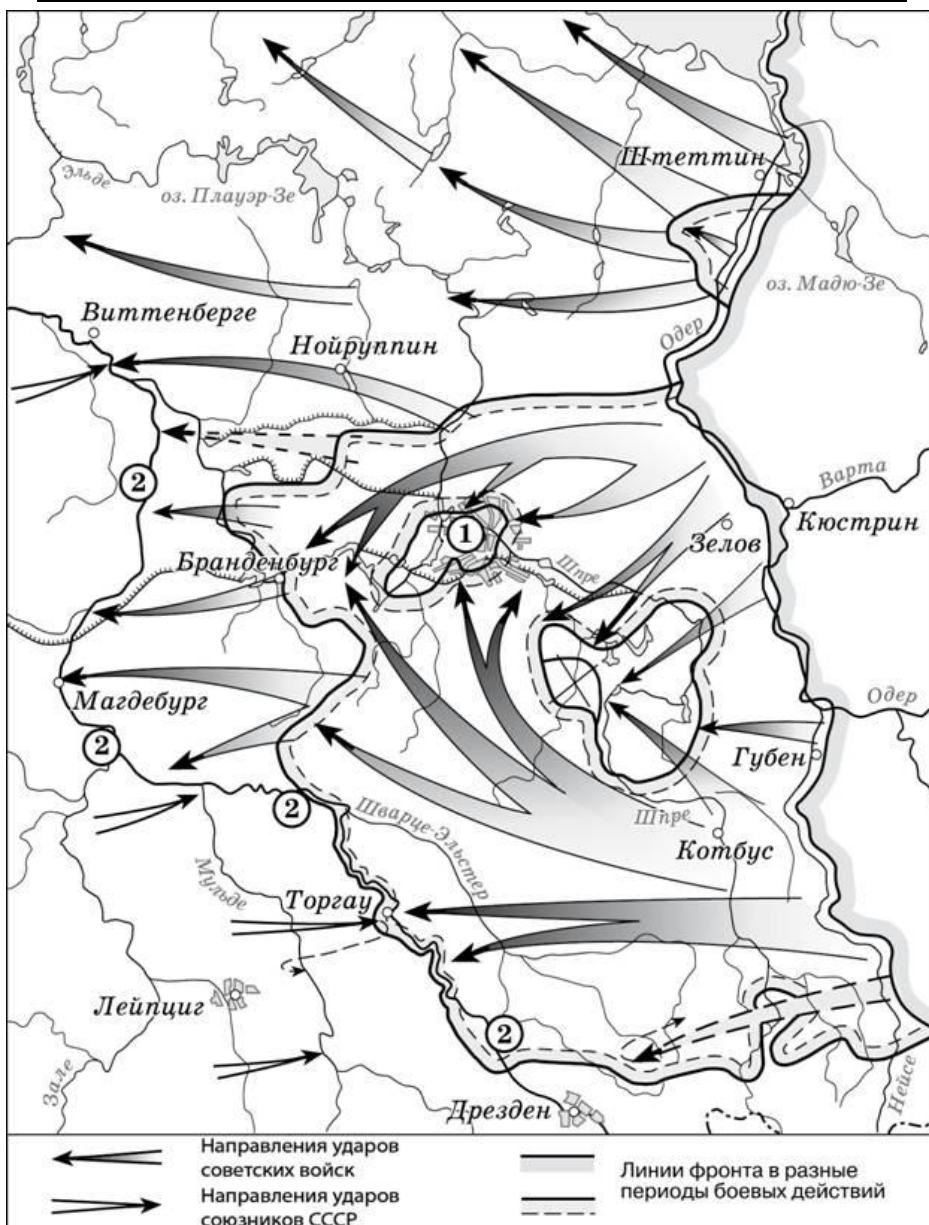 Штеттин
Эльде
оз. Плауэр-Зе
оз. Мадю-Зе
Виттенберге
Нойруппин
Одер
2
Варта
Кюстрин
1
Зелов
Бранденбург
Шпре
Магдебург
Одер
2
Губен
2
Шварце-Эльстер
Шпре
Котбус
Мульде
Торгау
Лейпциг
2
Зале
Дрезден
Нейсе
Направления ударов
советских войск
Направления ударов
союзников СССР
Линии фронта в разные
периоды боевых действий